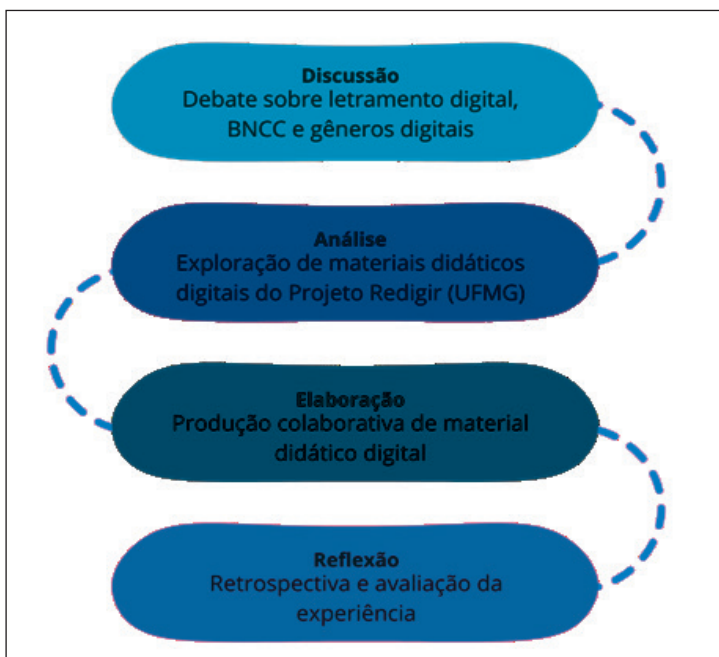 Discussão
Debate sobre letramento digital,
BNCC e gêneros digitais
Análise
Exploração de materiais didáticos
digitais do Projeto Redigir (UFMG)
Elaboração
Produção colaborativa de material
didático digital
Reflexão
Retrospectiva e avaliação da
experiência